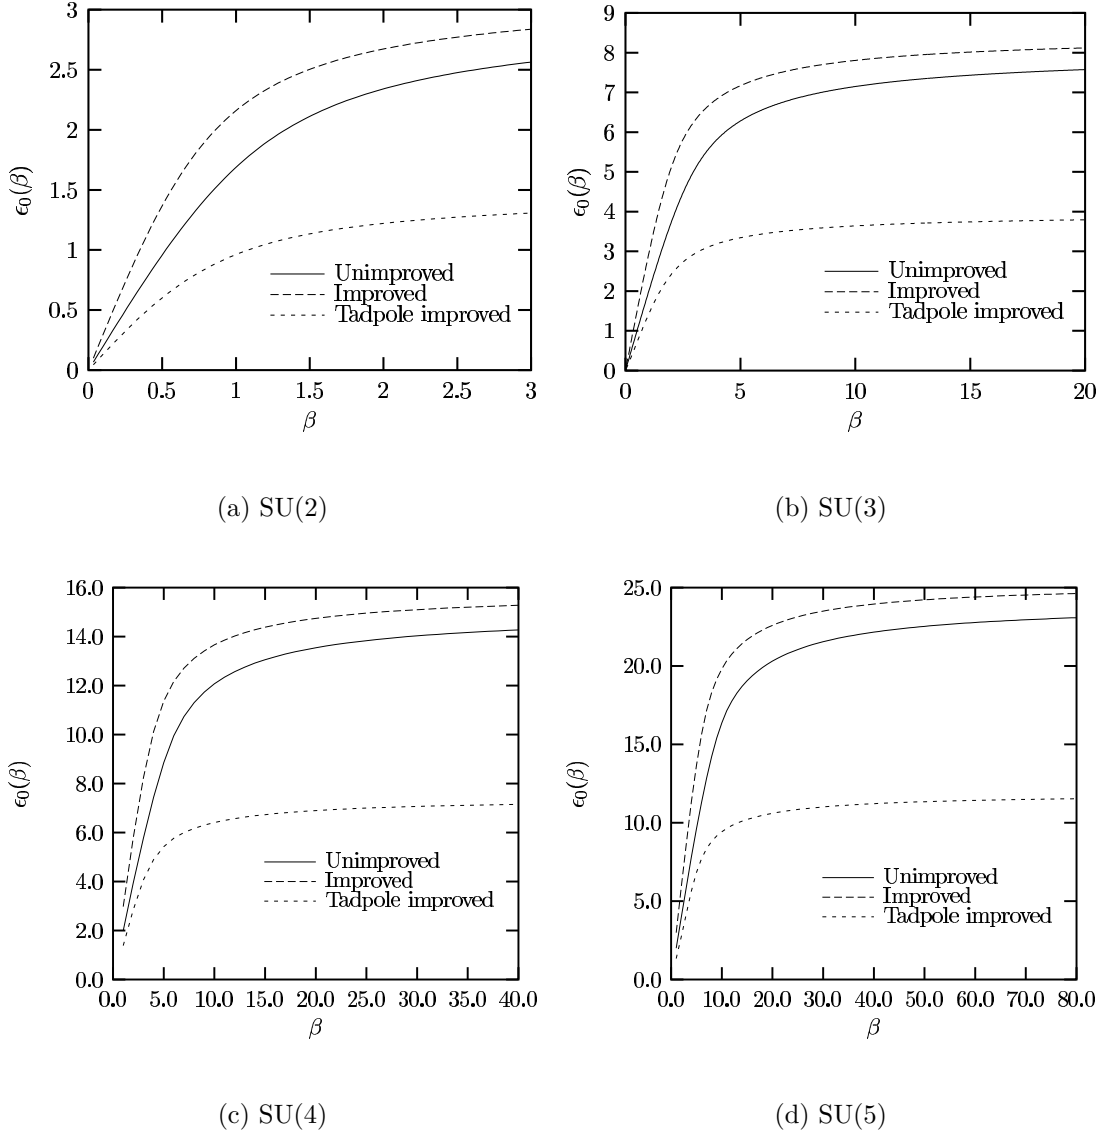 3
2.5
2
1.5
1
0.5
0
ϵ₀(β)
Unimproved
Improved
Tadpole improved
0 0.5 1 1.5 2 2.5 3
β
(a) SU(2)
9
8
7
6
5
4
3
2
1
0
ϵ₀(β)
Unimproved
Improved
Tadpole improved
0 5 10 15 20
β
(b) SU(3)
16.0
14.0
12.0
10.0
8.0
6.0
4.0
2.0
0.0
ϵ₀(β)
Unimproved
Improved
Tadpole improved
0.0 5.0 10.0 15.0 20.0 25.0 30.0 35.0 40.0
β
(c) SU(4)
25.0
20.0
15.0
10.0
5.0
0.0
ϵ₀(β)
Unimproved
Improved
Tadpole improved
0.0 10.0 20.0 30.0 40.0 50.0 60.0 70.0 80.0
β
(d) SU(5)